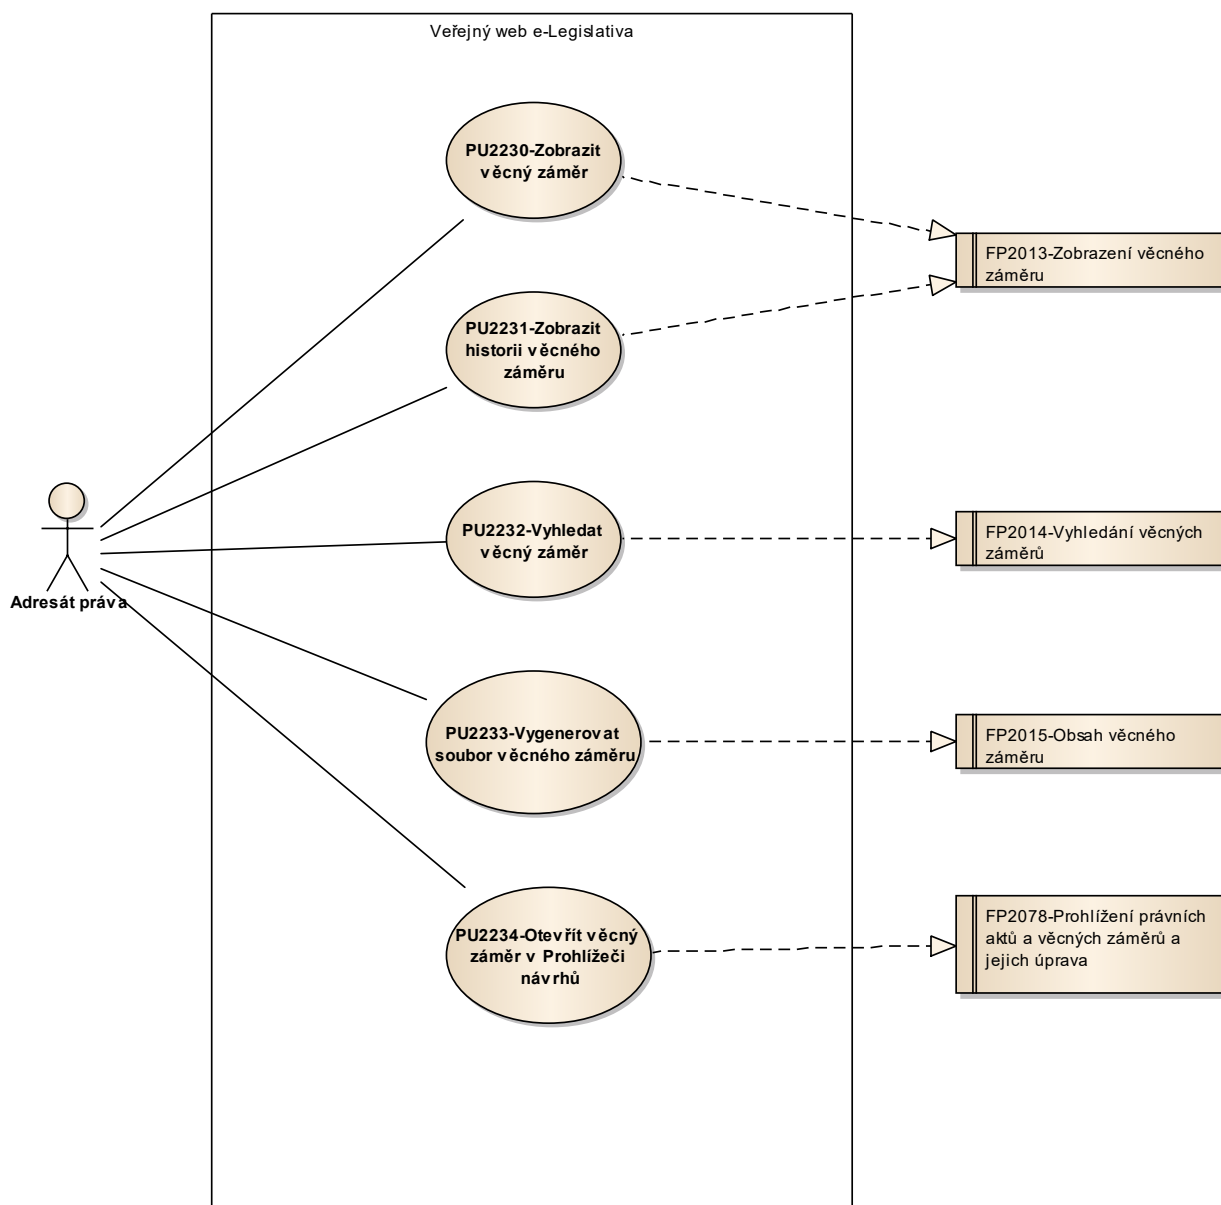 Veřejný web e-Legislativa
PU2230-Zobrazit
věcný záměr
FP2013-Zobrazení věcného
záměru
PU2231-Zobrazit
historii věcného
záměru
Adresát práva
PU2232-Vyhledat
věcný záměr
FP2014-Vyhledání věcných
záměrů
PU2233-Vygenerovat
soubor věcného záměru
FP2015-Obsah věcného
záměru
PU2234-Otevřít věcný
záměr v Prohlížeči
návrhů
FP2078-Prohlížení právních
aktů a věcných záměrů a
jejich úprava